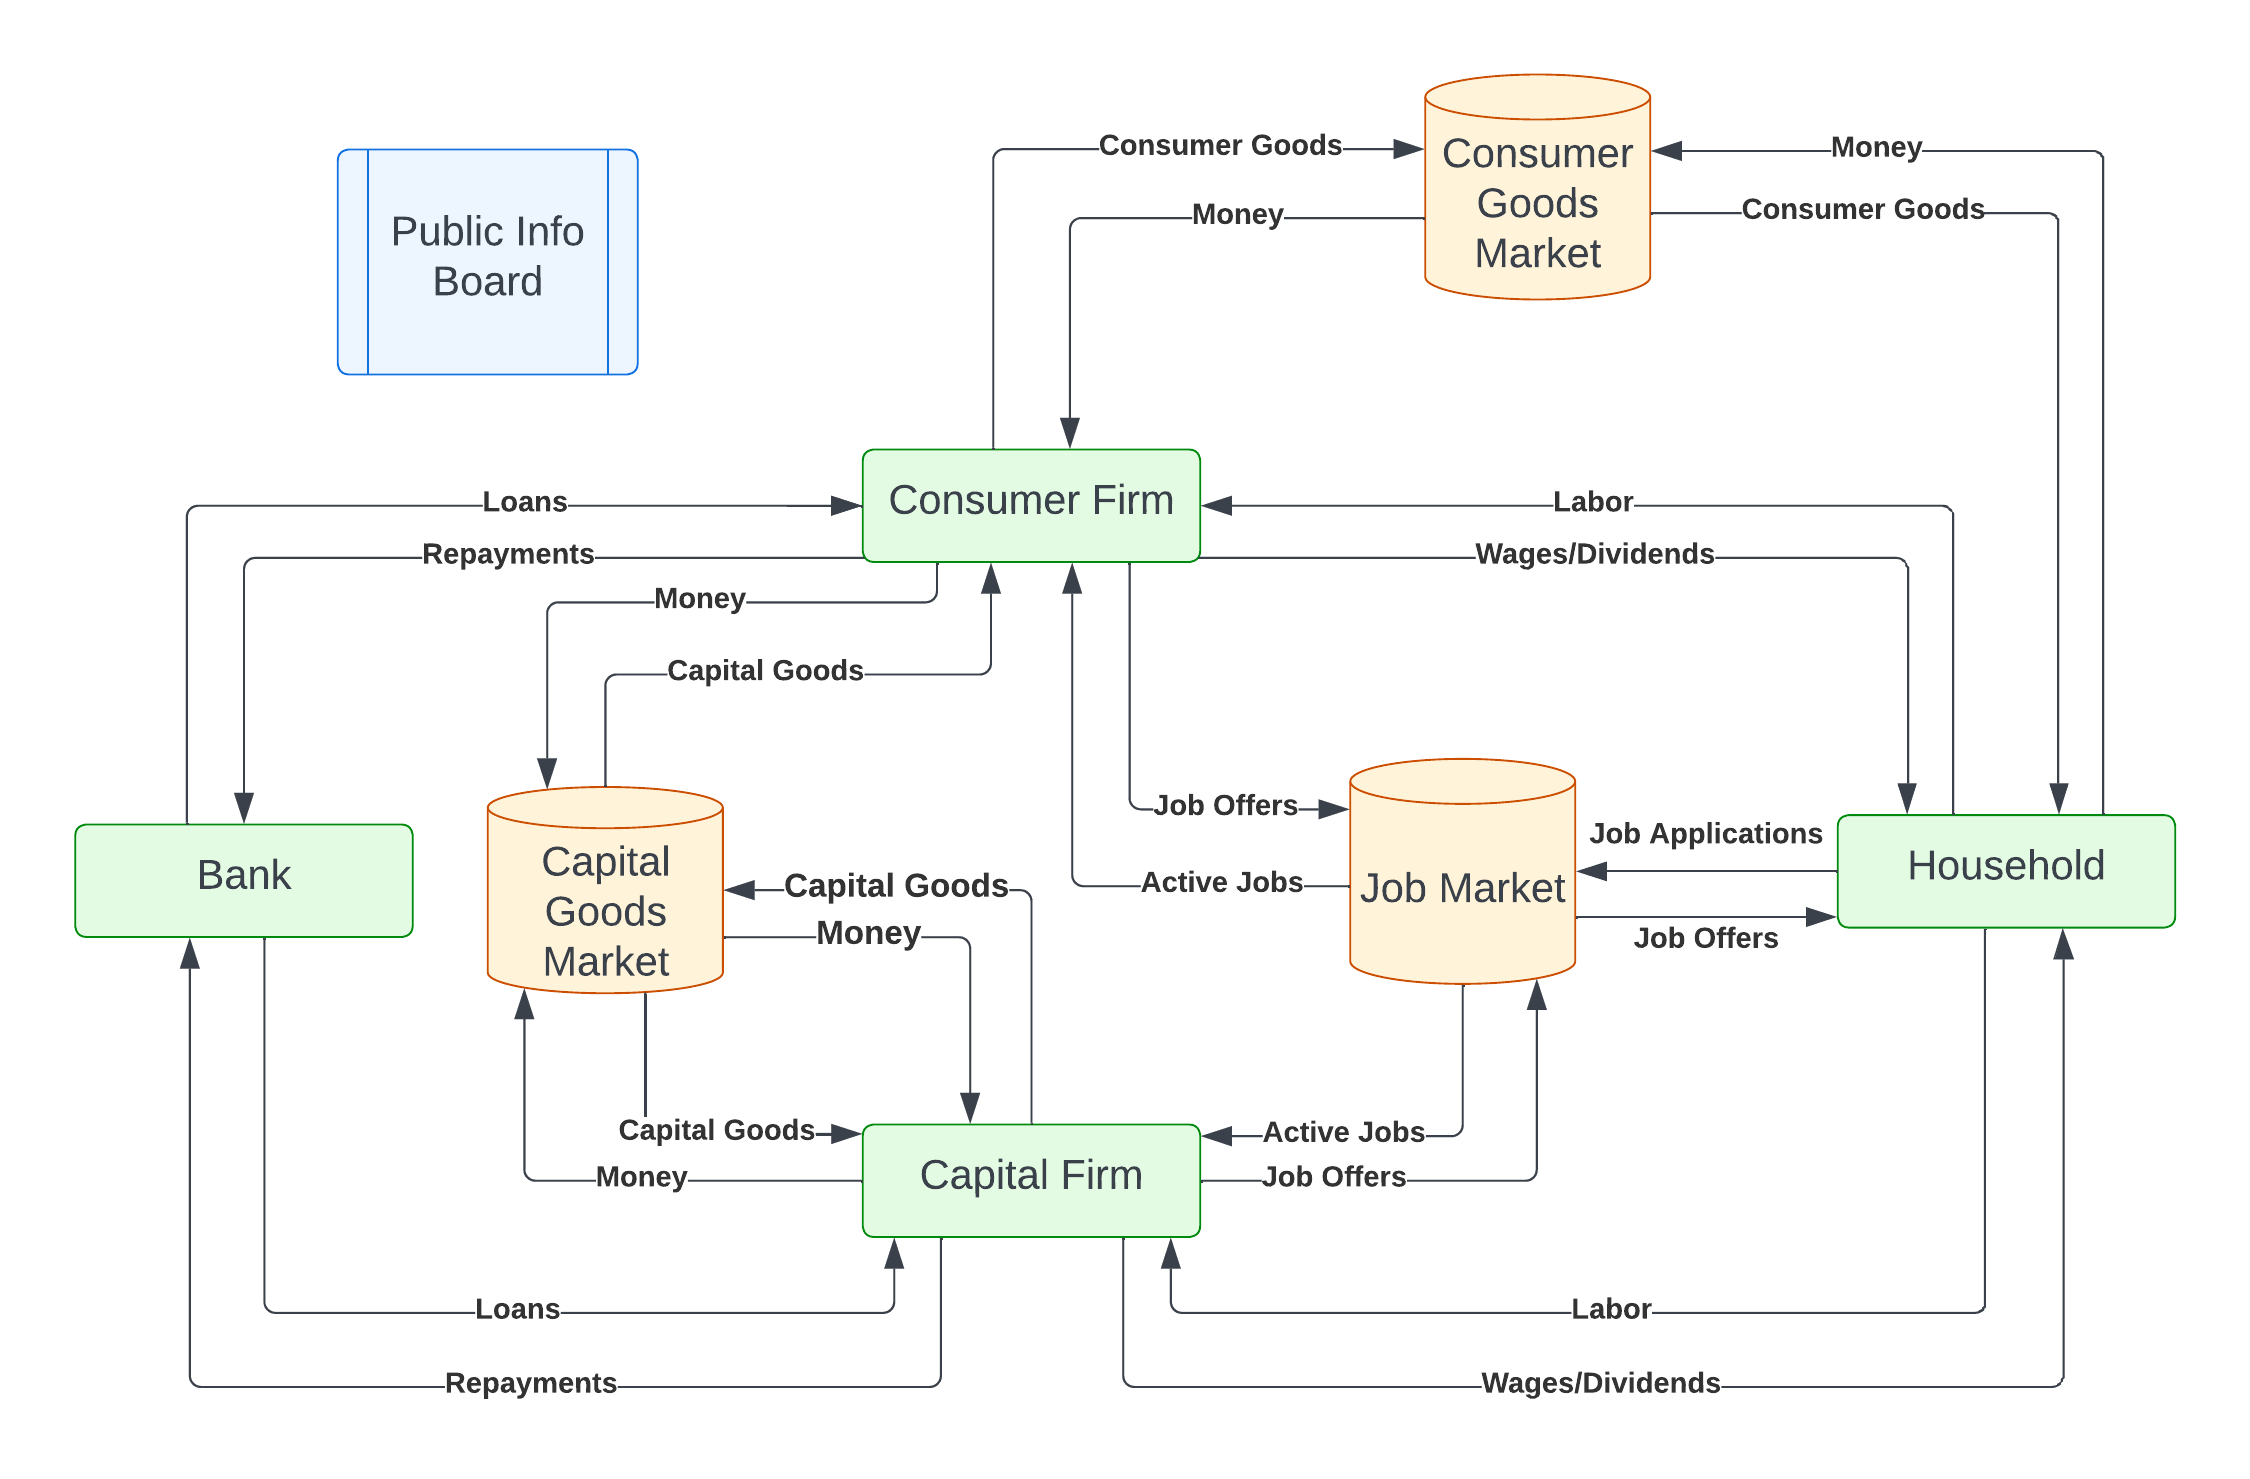 Consumer Goods
Money
Consumer
Goods
Market
Money
Consumer Goods
Public Info
Board
Loans
Repayments
Consumer Firm
Labor
Wages/Dividends
Money
Capital Goods
Job Offers
Active Jobs
Job Market
Job Applications
Job Offers
Household
Bank
Capital
Goods
Market
Capital Goods
Money
Capital Goods
Money
Capital Firm
Active Jobs
Job Offers
Loans
Repayments
Labor
Wages/Dividends